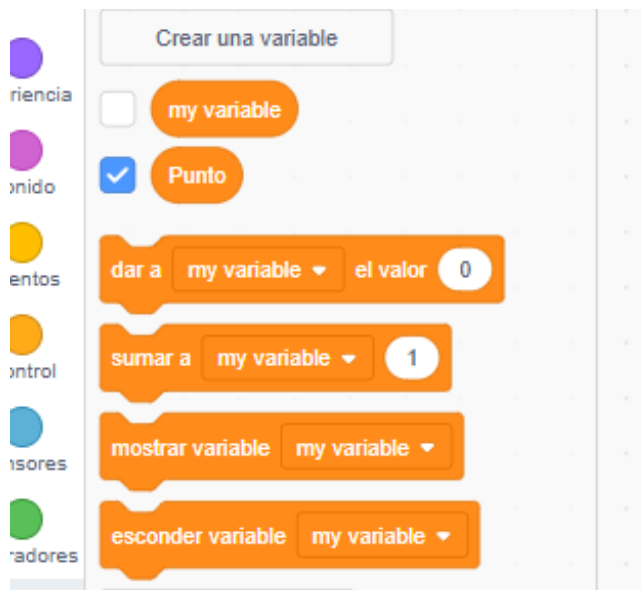 Crear una variable
riencia
my variable
onido
Punto
entos
dar a my variable el valor 0
ontrol
sumar a my variable 1
nsores
mostrar variable my variable
esconder variable my variable
radores